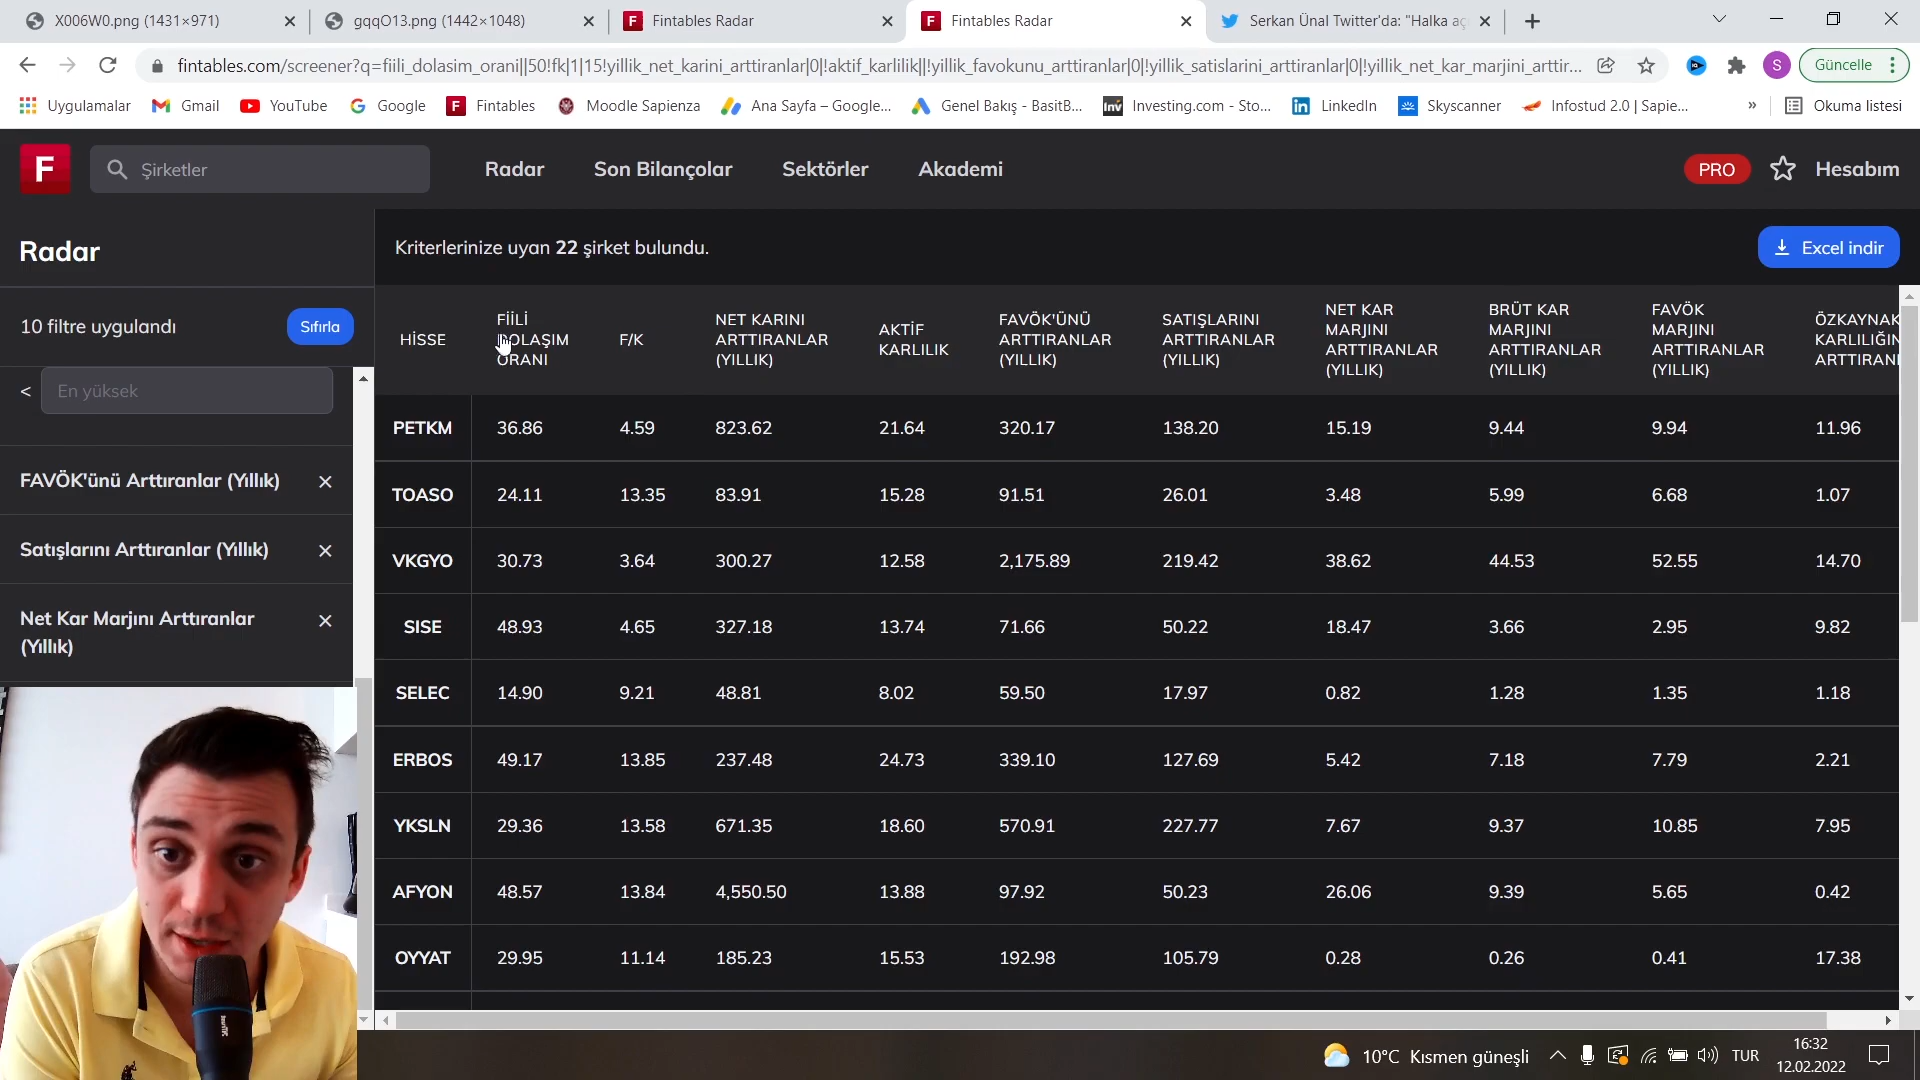 X006W0.png (1431×971)
gqqO13.png (1442×1048)
Fintables Radar
Fintables Radar
Serkan Ünal Twitter'da: "Halka aç
fintables.com/screener?q=fiili_dolasim_orani||50!fk|1|15!yillik_net_karini_arttiranlar|0|!aktif_karlilik||!yillik_favokunu_arttiranlar|0|!yillik_satislarini_arttiranlar|0|!yillik_net_kar_marjini_arttir...
S
Güncelle
Uygulamalar
Gmail
YouTube
Google
Fintables
Moodle Sapienza
Ana Sayfa – Google...
Genel Bakış - BasitB...
Investing.com - Sto...
LinkedIn
Skyscanner
Infostud 2.0 | Sapie...
»
Okuma listesi
F
Şirketler
Radar
Son Bilançolar
Sektörler
Akademi
PRO
Hesabım
Radar
Kriterlerinize uyan 22 şirket bulundu.
Excel indir
10 filtre uygulandı
Sıfırla
< En yüksek
FAVÖK'ünü Arttıranlar (Yıllık)
Satışlarını Arttıranlar (Yıllık)
Net Kar Marjını Arttıranlar
(Yıllık)
HİSSE
FİİLİ
DOLAŞIM
ORANI
F/K
NET KARINI
ARTTIRANLAR
(YILLIK)
AKTİF
KARLILIK
FAVÖK'ÜNÜ
ARTTIRANLAR
(YILLIK)
SATIŞLARINI
ARTTIRANLAR
(YILLIK)
NET KAR
MARJINI
ARTTIRANLAR
(YILLIK)
BRÜT KAR
MARJINI
ARTTIRANLAR
(YILLIK)
FAVÖK
MARJINI
ARTTIRANLAR
(YILLIK)
ÖZKAYNAK
KARLILIĞIN
ARTTIRANI
PETKM 36.86 4.59 823.62 21.64 320.17 138.20 15.19 9.44 9.94 11.96
TOASO 24.11 13.35 83.91 15.28 91.51 26.01 3.48 5.99 6.68 1.07
VKGYO 30.73 3.64 300.27 12.58 2,175.89 219.42 38.62 44.53 52.55 14.70
SISE 48.93 4.65 327.18 13.74 71.66 50.22 18.47 3.66 2.95 9.82
SELEC 14.90 9.21 48.81 8.02 59.50 17.97 0.82 1.28 1.35 1.18
ERBOS 49.17 13.85 237.48 24.73 339.10 127.69 5.42 7.18 7.79 2.21
YKSLN 29.36 13.58 671.35 18.60 570.91 227.77 7.67 9.37 10.85 7.95
AFYON 48.57 13.84 4,550.50 13.88 97.92 50.23 26.06 9.39 5.65 0.42
OYYAT 29.95 11.14 185.23 15.53 192.98 105.79 0.28 0.26 0.41 17.38
10°C Kısmen güneşli
TUR
16:32
12.02.2022